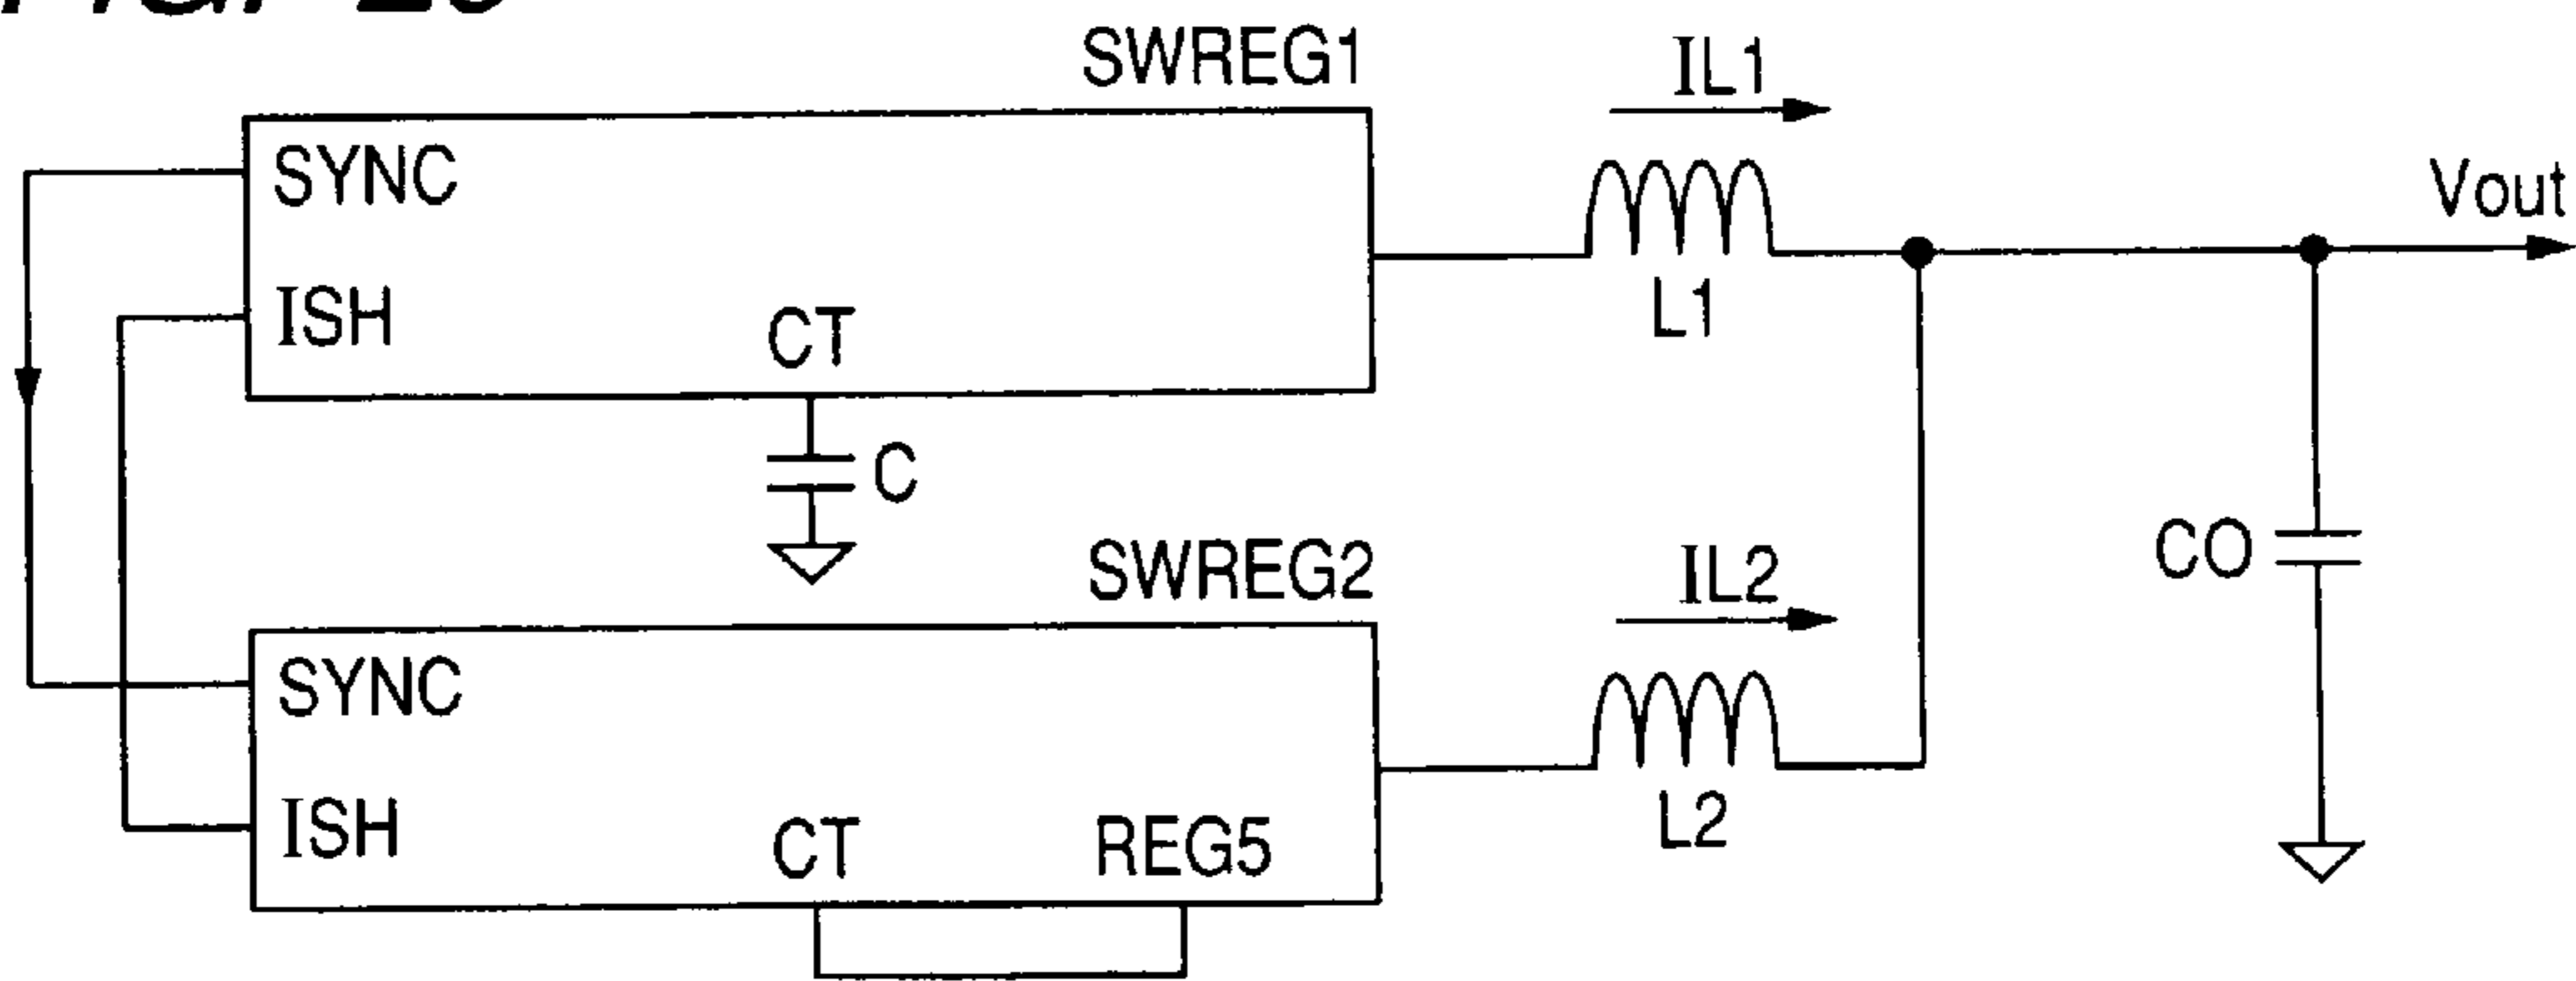 SWREG1
IL1
SYNC
Vout
ISH
CT
L1
C
SWREG2
IL2
CO
SYNC
ISH
CT
REG5
L2